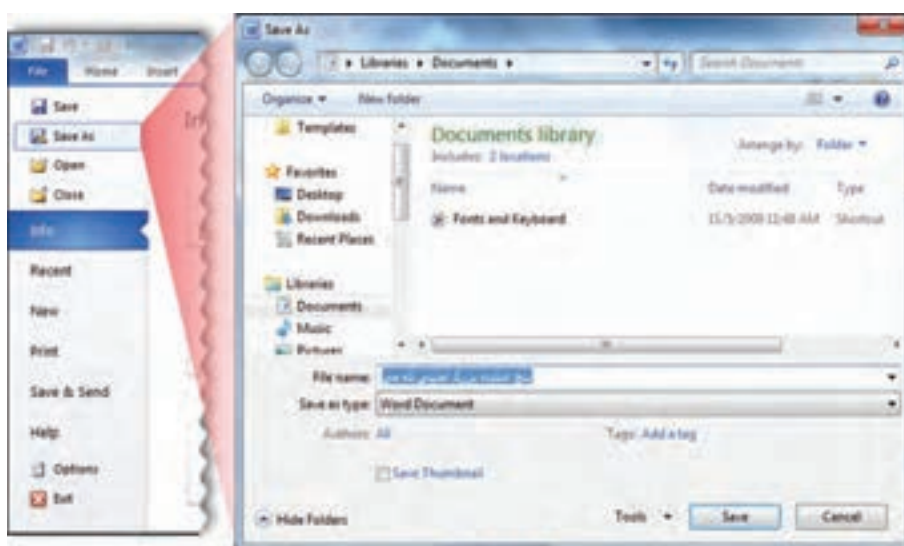 File Home Insert
Save
Save As
Open
Close
Info
Recent
New
Print
Save & Send
Help
Options
Exit
Save As
Libraries Documents
Search Documents
Organize New folder
Templates
Favorites
Desktop
Downloads
Recent Places
Libraries
Documents
Music
Pictures
Documents library
Includes: 2 locations
Arrange by: Folder
Name Date modified Type
Fonts and Keyboard 15/5/2008 12:48 AM Shortcut
File name:
Save as type: Word Document
Authors: All Tags: Add a tag
Save Thumbnail
Hide Folders Tools Save Cancel